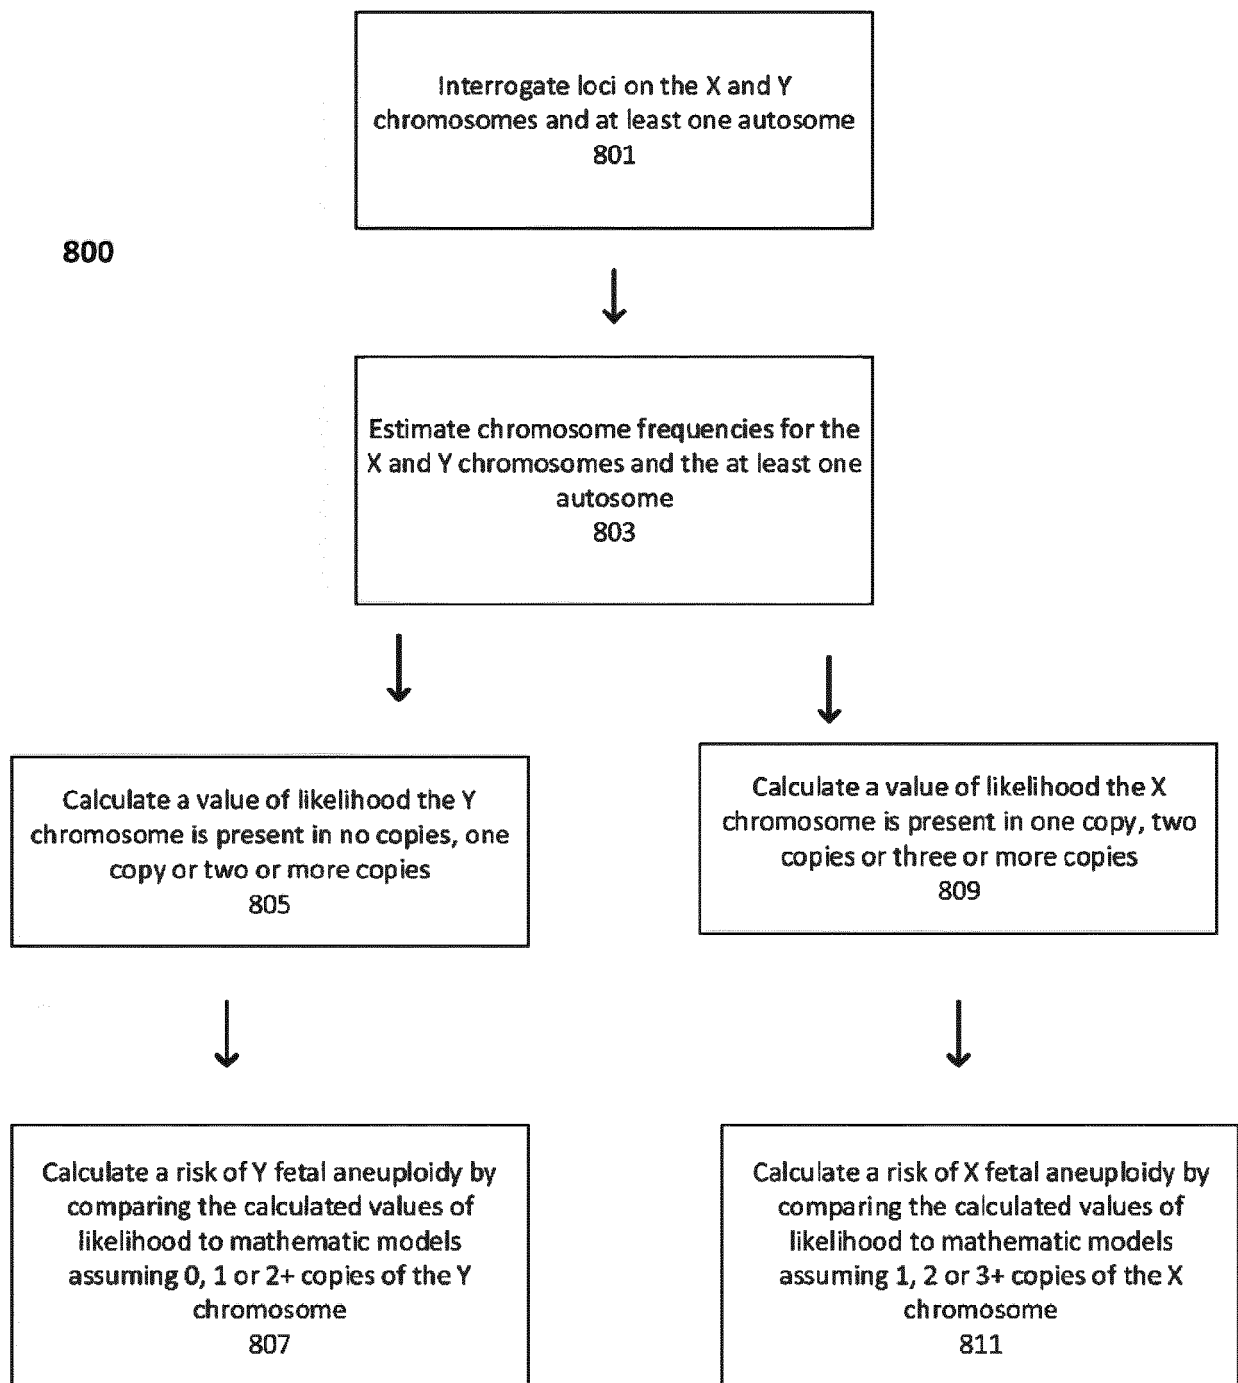 Interrogate loci on the X and Y
chromosomes and at least one autosome
801
800
Estimate chromosome frequencies for the
X and Y chromosomes and the at least one
autosome
803
Calculate a value of likelihood the Y
chromosome is present in no copies, one
copy or two or more copies
805
Calculate a value of likelihood the X
chromosome is present in one copy, two
copies or three or more copies
809
Calculate a risk of Y fetal aneuploidy by
comparing the calculated values of
likelihood to mathematic models
assuming 0, 1 or 2+ copies of the Y
chromosome
807
Calculate a risk of X fetal aneuploidy by
comparing the calculated values of
likelihood to mathematic models
assuming 1, 2 or 3+ copies of the X
chromosome
811